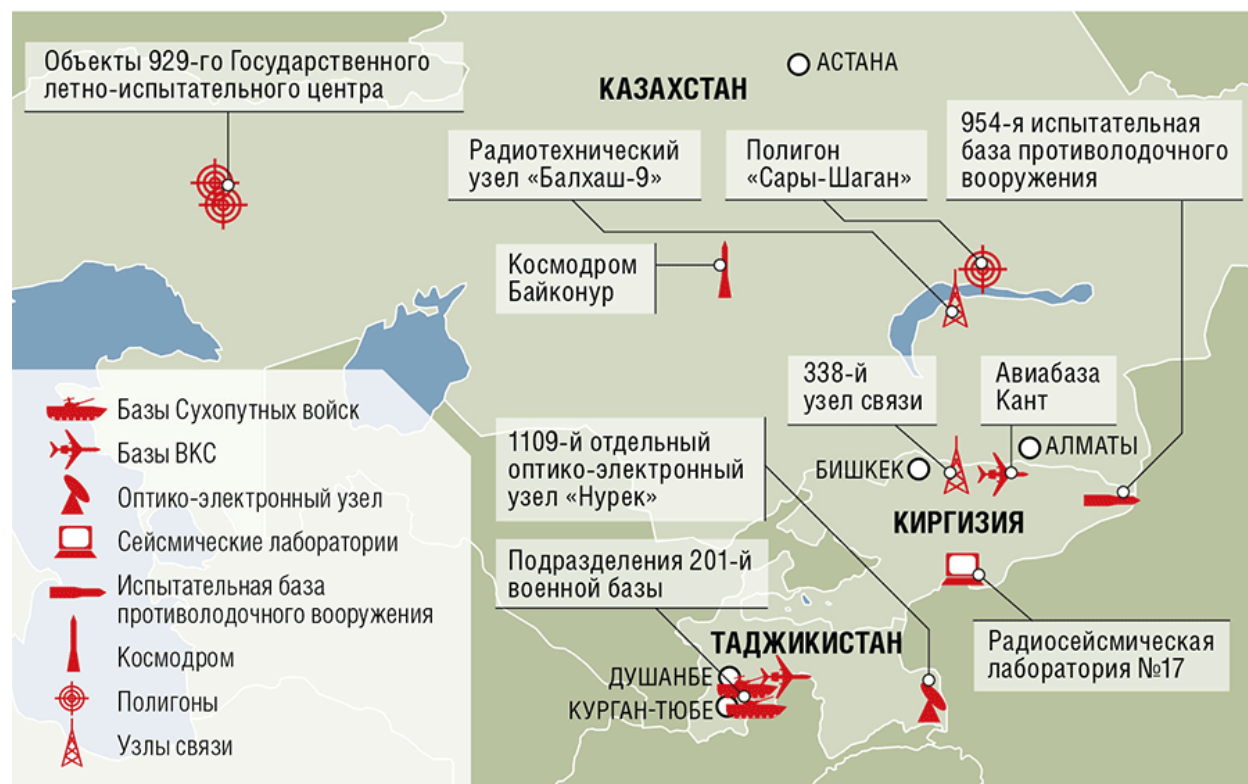 Объекты 929-го Государственного
летно-испытательного центра
АСТАНА
КАЗАХСТАН
954-я испытательная
база противолодочного
вооружения
Радиотехнический
узел «Балхаш-9»
Полигон
«Сары-Шаган»
Космодром
Байконур
338-й
узел связи
Авиабаза
Кант
1109-й отдельный
оптико-электронный
узел «Нурек»
АЛМАТЫ
БИШКЕК
КИРГИЗИЯ
Подразделения 201-й
военной базы
ТАДЖИКИСТАН
Радиосейсмическая
лаборатория №17
ДУШАНБЕ
КУРГАН-ТЮБЕ
Базы Сухопутных войск
Базы ВКС
Оптико-электронный узел
Сейсмические лаборатории
Испытательная база
противолодочного вооружения
Космодром
Полигоны
Узлы связи